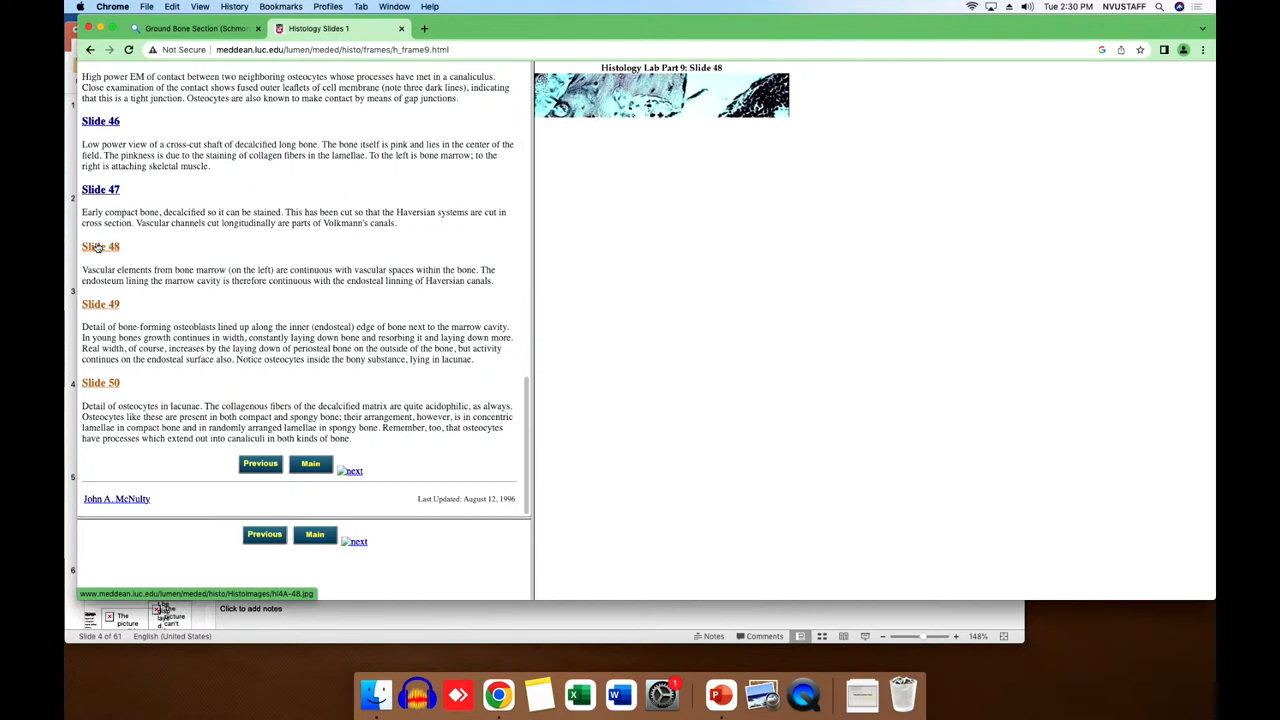 Chrome File Edit View History Bookmarks Profiles Tab Window Help
Tue 2:30 PM NVUSTAFF
Ground Bone Section (Schmo
Histology Slides 1
Not Secure meddean.luc.edu/lumen/meded/histo/frames/h_frame9.html
High power EM of contact between two neighboring osteocytes whose processes have met in a canaliculus.
Close examination of the contact shows fused outer leaflets of cell membrane (note three dark lines), indicating
that this is a tight junction. Osteocytes are also known to make contact by means of gap junctions.
Slide 46
Low power view of a cross-cut shaft of decalcified long bone. The bone itself is pink and lies in the center of the
field. The pinkness is due to the staining of collagen fibers in the lamellae. To the left is bone marrow; to the
right is attaching skeletal muscle.
Slide 47
Early compact bone, decalcified so it can be stained. This has been cut so that the Haversian systems are cut in
cross section. Vascular channels cut longitudinally are parts of Volkmann's canals.
Slide 48
Vascular elements from bone marrow (on the left) are continuous with vascular spaces within the bone. The
endosteum lining the marrow cavity is therefore continuous with the endosteal linning of Haversian canals.
Slide 49
Detail of bone-forming osteoblasts lined up along the inner (endosteal) edge of bone next to the marrow cavity.
In young bones growth continues in width, constantly laying down bone and resorbing it and laying down more.
Real width, of course, increases by the laying down of periosteal bone on the outside of the bone, but activity
continues on the endosteal surface also. Notice osteocytes inside the bony substance, lying in lacunae.
Slide 50
Detail of osteocytes in lacunae. The collagenous fibers of the decalcified matrix are quite acidophilic, as always.
Osteocytes like these are present in both compact and spongy bone; their arrangement, however, is in concentric
lamellae in compact bone and in randomly arranged lamellae in spongy bone. Remember, too, that osteocytes
have processes which extend out into canaliculi in both kinds of bone.
Previous Main next
John A. McNulty
Last Updated: August 12, 1996
Previous Main next
www.meddean.luc.edu/lumen/meded/histo/HistoImages/hl4A-48.jpg
Histology Lab Part 9: Slide 48
1
2
3
4
5
6
The
picture
can't
The
picture
Click to add notes
Slide 4 of 61 English (United States)
Notes Comments 148%
1